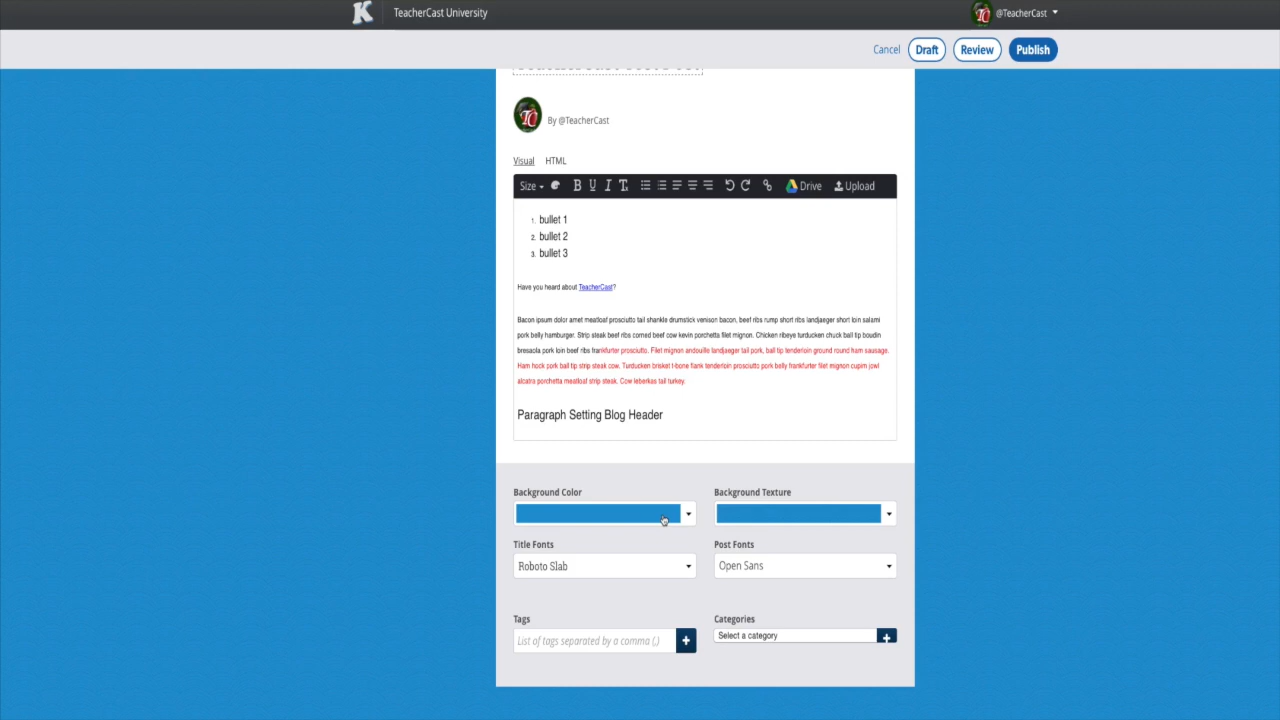 K TeacherCast University @TeacherCast
Cancel Draft Review Publish
By @TeacherCast
Visual HTML
Size B U I T Drive Upload
1. bullet 1
2. bullet 2
3. bullet 3
Have you heard about TeacherCast?
Bacon ipsum dolor amet meatloaf prosciutto tail shankle drumstick venison bacon, beef ribs rump short ribs landjaeger short loin salami
pork belly hamburger. Strip steak beef ribs corned beef cow kevin porchetta filet mignon. Chicken ribeye turducken chuck ball tip boudin
bresaola pork loin beef ribs frankfurter prosciutto. Filet mignon andouille landjaeger tail pork, ball tip tenderloin ground round ham sausage.
Ham hock pork ball tip strip steak cow. Turducken brisket t-bone flank tenderloin prosciutto pork belly frankfurter filet mignon cupim jowl
alcatra porchetta meatloaf strip steak. Cow leberkas tail turkey.
Paragraph Setting Blog Header
Background Color Background Texture
Title Fonts Post Fonts
Roboto Slab Open Sans
Tags Categories
List of tags separated by a comma (,) + Select a category +